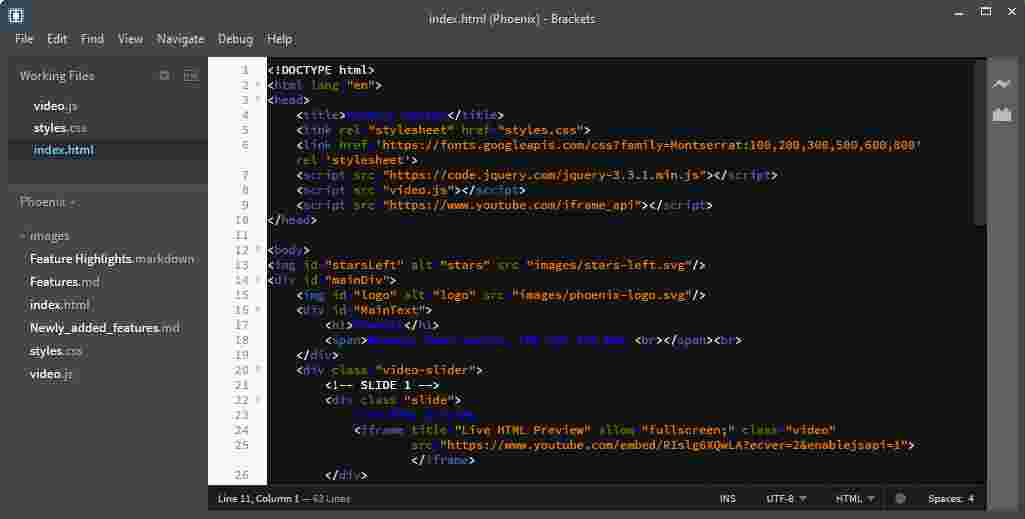 index.html (Phoenix) - Brackets
File Edit Find View Navigate Debug Help
Working Files
video.js
styles.css
index.html
Phoenix
images
Feature Highlights.markdown
Features.md
index.html
Newly_added_features.md
styles.css
video.js
1 <!DOCTYPE html>
2 <html lang "en">
3 <head>
4 <title></title>
5 <link rel "stylesheet" href "styles.css">
6 <link href 'https://fonts.googleapis.com/css?family=Montserrat:100,200,300,500,600,800'
rel 'stylesheet'>
7 <script src "https://code.jquery.com/jquery-3.3.1.min.js"></script>
8 <script src "video.js"></script>
9 <script src "https://www.youtube.com/iframe_api"></script>
10 </head>
11
12 <body>
13 <img id "starsLeft" alt "stars" src "images/stars-left.svg"/>
14 <div id "mainDiv">
15 <img id "logo" alt "logo" src "images/phoenix-logo.svg"/>
16 <div id "MainText">
17 <h1>Phoenix</h1>
18 <span><br></span><br>
19 </div>
20 <div class "video-slider">
21 <!-- SLIDE 1 -->
22 <div class "slide">
23
24 <iframe title "Live HTML Preview" allow "fullscreen;" class "video"
25 src "https://www.youtube.com/embed/?ecver=2&enablejsapi=1">
</iframe>
26 </div>
Line 11, Column 1 — 63 Lines
INS UTF-8 HTML Spaces: 4